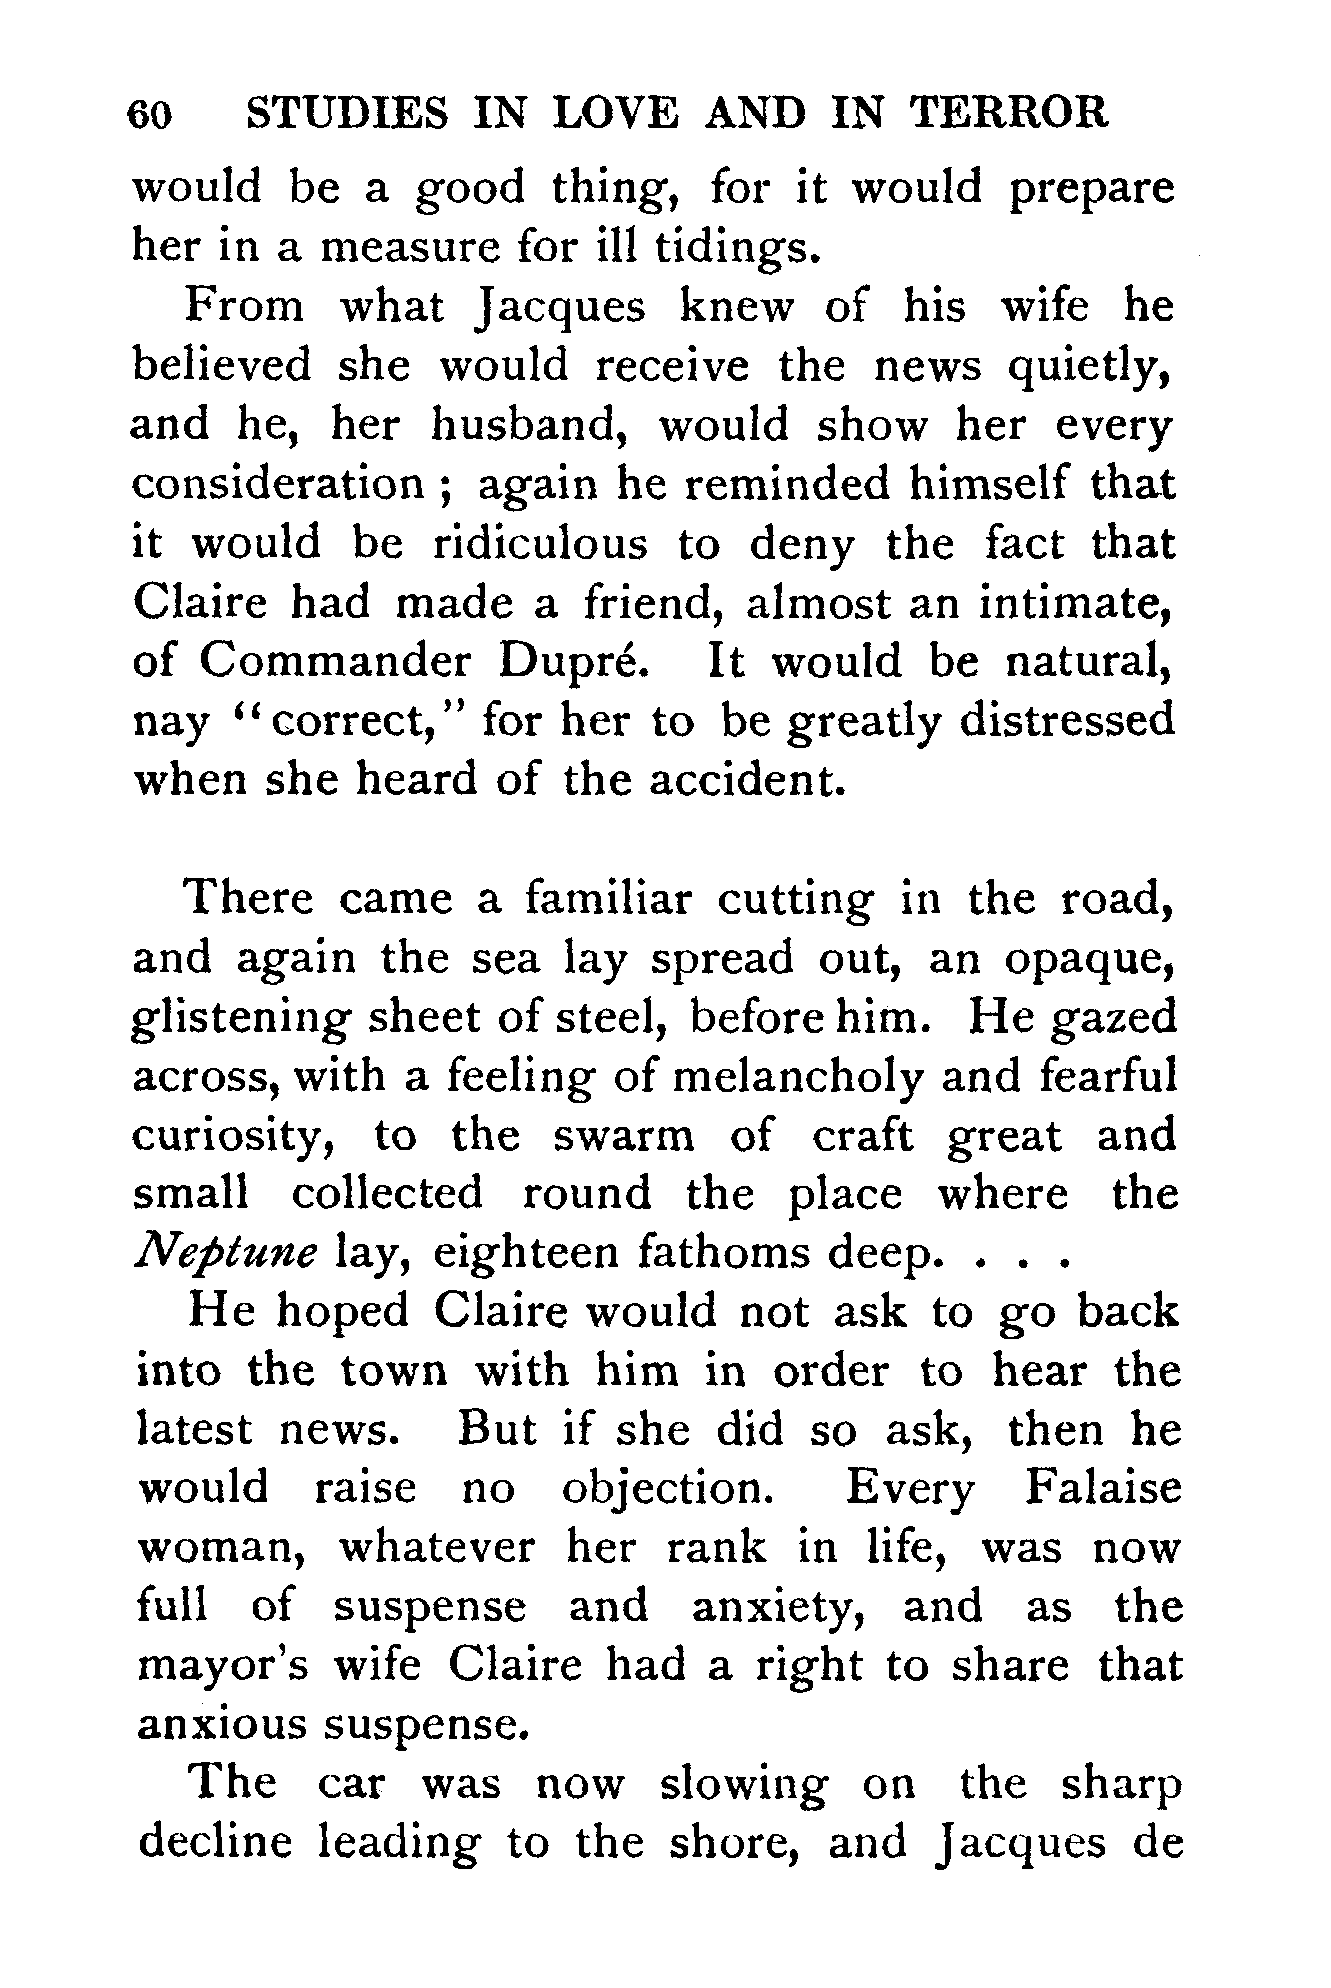 60 STUDIES IN LOVE AND IN TERROR
would be a good thing, for it would prepare
her in a measure for ill tidings.
From what Jacques knew of his wife he
believed she would receive the news quietly,
and he, her husband, would show her every
consideration ; again he reminded himself that
it would be ridiculous to deny the fact that
Claire had made a friend, almost an intimate,
of Commander Dupré. It would be natural,
nay “correct,” for her to be greatly distressed
when she heard of the accident.
There came a familiar cutting in the road,
and again the sea lay spread out, an opaque,
glistening sheet of steel, before him. He gazed
across, with a feeling of melancholy and fearful
curiosity, to the swarm of craft great and
small collected round the place where the
Neptune lay, eighteen fathoms deep. . . .
He hoped Claire would not ask to go back
into the town with him in order to hear the
latest news. But if she did so ask, then he
would raise no objection. Every Falaise
woman, whatever her rank in life, was now
full of suspense and anxiety, and as the
mayor's wife Claire had a right to share that
anxious suspense.
The car was now slowing on the sharp
decline leading to the shore, and Jacques de